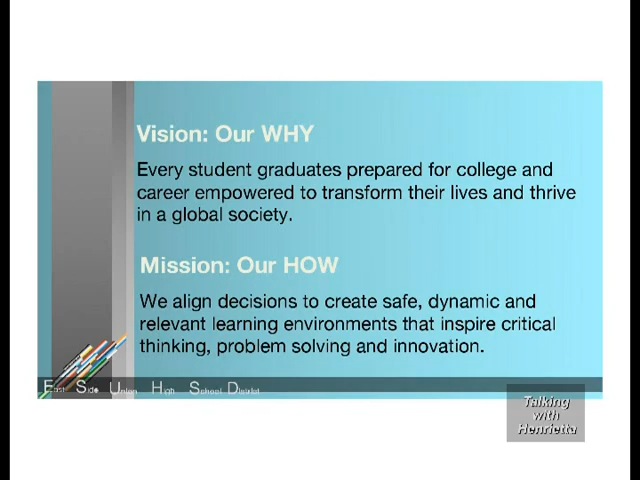 Vision: Our WHY
Every student graduates prepared for college and
career empowered to transform their lives and thrive
in a global society.
Mission: Our HOW
We align decisions to create safe, dynamic and
relevant learning environments that inspire critical
thinking, problem solving and innovation.
East Side Union High School District
Talking
with
Henrietta